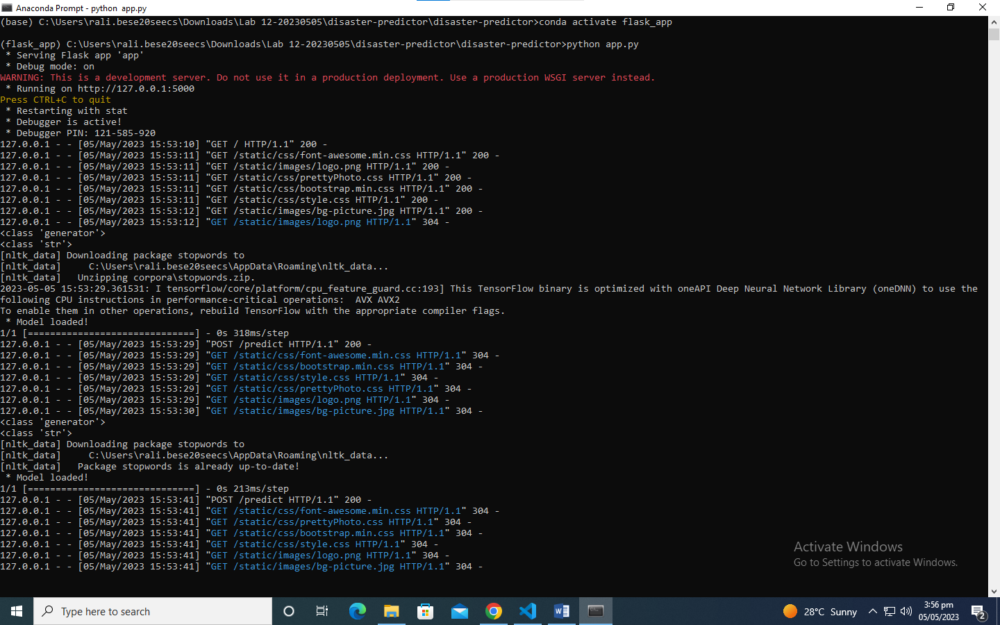 Anaconda Prompt - python  app.py
(base) C:\Users\rali.bese20seecs\Downloads\Lab 12-20230505\disaster-predictor\disaster-predictor>conda activate flask_app
(flask_app) C:\Users\rali.bese20seecs\Downloads\Lab 12-20230505\disaster-predictor\disaster-predictor>python app.py
 * Serving Flask app 'app'
 * Debug mode: on
WARNING: This is a development server. Do not use it in a production deployment. Use a production WSGI server instead.
 * Running on http://127.0.0.1:5000
Press CTRL+C to quit
 * Restarting with stat
 * Debugger is active!
 * Debugger PIN: 121-585-920
127.0.0.1 - - [05/May/2023 15:53:10] "GET / HTTP/1.1" 200 -
127.0.0.1 - - [05/May/2023 15:53:11] "GET /static/css/font-awesome.min.css HTTP/1.1" 200 -
127.0.0.1 - - [05/May/2023 15:53:11] "GET /static/images/logo.png HTTP/1.1" 200 -
127.0.0.1 - - [05/May/2023 15:53:11] "GET /static/css/prettyPhoto.css HTTP/1.1" 200 -
127.0.0.1 - - [05/May/2023 15:53:11] "GET /static/css/bootstrap.min.css HTTP/1.1" 200 -
127.0.0.1 - - [05/May/2023 15:53:11] "GET /static/css/style.css HTTP/1.1" 200 -
127.0.0.1 - - [05/May/2023 15:53:12] "GET /static/images/bg-picture.jpg HTTP/1.1" 200 -
127.0.0.1 - - [05/May/2023 15:53:12] "GET /static/images/logo.png HTTP/1.1" 304 -
<class 'generator'>
<class 'str'>
[nltk_data] Downloading package stopwords to
[nltk_data]     C:\Users\rali.bese20seecs\AppData\Roaming\nltk_data...
[nltk_data]   Unzipping corpora\stopwords.zip.
2023-05-05 15:53:29.361531: I tensorflow/core/platform/cpu_feature_guard.cc:193] This TensorFlow binary is optimized with oneAPI Deep Neural Network Library (oneDNN) to use the
following CPU instructions in performance-critical operations:  AVX AVX2
To enable them in other operations, rebuild TensorFlow with the appropriate compiler flags.
 * Model loaded!
1/1 [==============================] - 0s 318ms/step
127.0.0.1 - - [05/May/2023 15:53:29] "POST /predict HTTP/1.1" 200 -
127.0.0.1 - - [05/May/2023 15:53:29] "GET /static/css/font-awesome.min.css HTTP/1.1" 304 -
127.0.0.1 - - [05/May/2023 15:53:29] "GET /static/css/bootstrap.min.css HTTP/1.1" 304 -
127.0.0.1 - - [05/May/2023 15:53:29] "GET /static/css/style.css HTTP/1.1" 304 -
127.0.0.1 - - [05/May/2023 15:53:29] "GET /static/css/prettyPhoto.css HTTP/1.1" 304 -
127.0.0.1 - - [05/May/2023 15:53:29] "GET /static/images/logo.png HTTP/1.1" 304 -
127.0.0.1 - - [05/May/2023 15:53:30] "GET /static/images/bg-picture.jpg HTTP/1.1" 304 -
<class 'generator'>
<class 'str'>
[nltk_data] Downloading package stopwords to
[nltk_data]     C:\Users\rali.bese20seecs\AppData\Roaming\nltk_data...
[nltk_data]   Package stopwords is already up-to-date!
 * Model loaded!
1/1 [==============================] - 0s 213ms/step
127.0.0.1 - - [05/May/2023 15:53:41] "POST /predict HTTP/1.1" 200 -
127.0.0.1 - - [05/May/2023 15:53:41] "GET /static/css/font-awesome.min.css HTTP/1.1" 304 -
127.0.0.1 - - [05/May/2023 15:53:41] "GET /static/css/prettyPhoto.css HTTP/1.1" 304 -
127.0.0.1 - - [05/May/2023 15:53:41] "GET /static/css/bootstrap.min.css HTTP/1.1" 304 -
127.0.0.1 - - [05/May/2023 15:53:41] "GET /static/css/style.css HTTP/1.1" 304 -
127.0.0.1 - - [05/May/2023 15:53:41] "GET /static/images/logo.png HTTP/1.1" 304 -
127.0.0.1 - - [05/May/2023 15:53:41] "GET /static/images/bg-picture.jpg HTTP/1.1" 304 -
Activate Windows
Go to Settings to activate Windows.
Type here to search
28°C Sunny
3:56 pm
05/05/2023
2